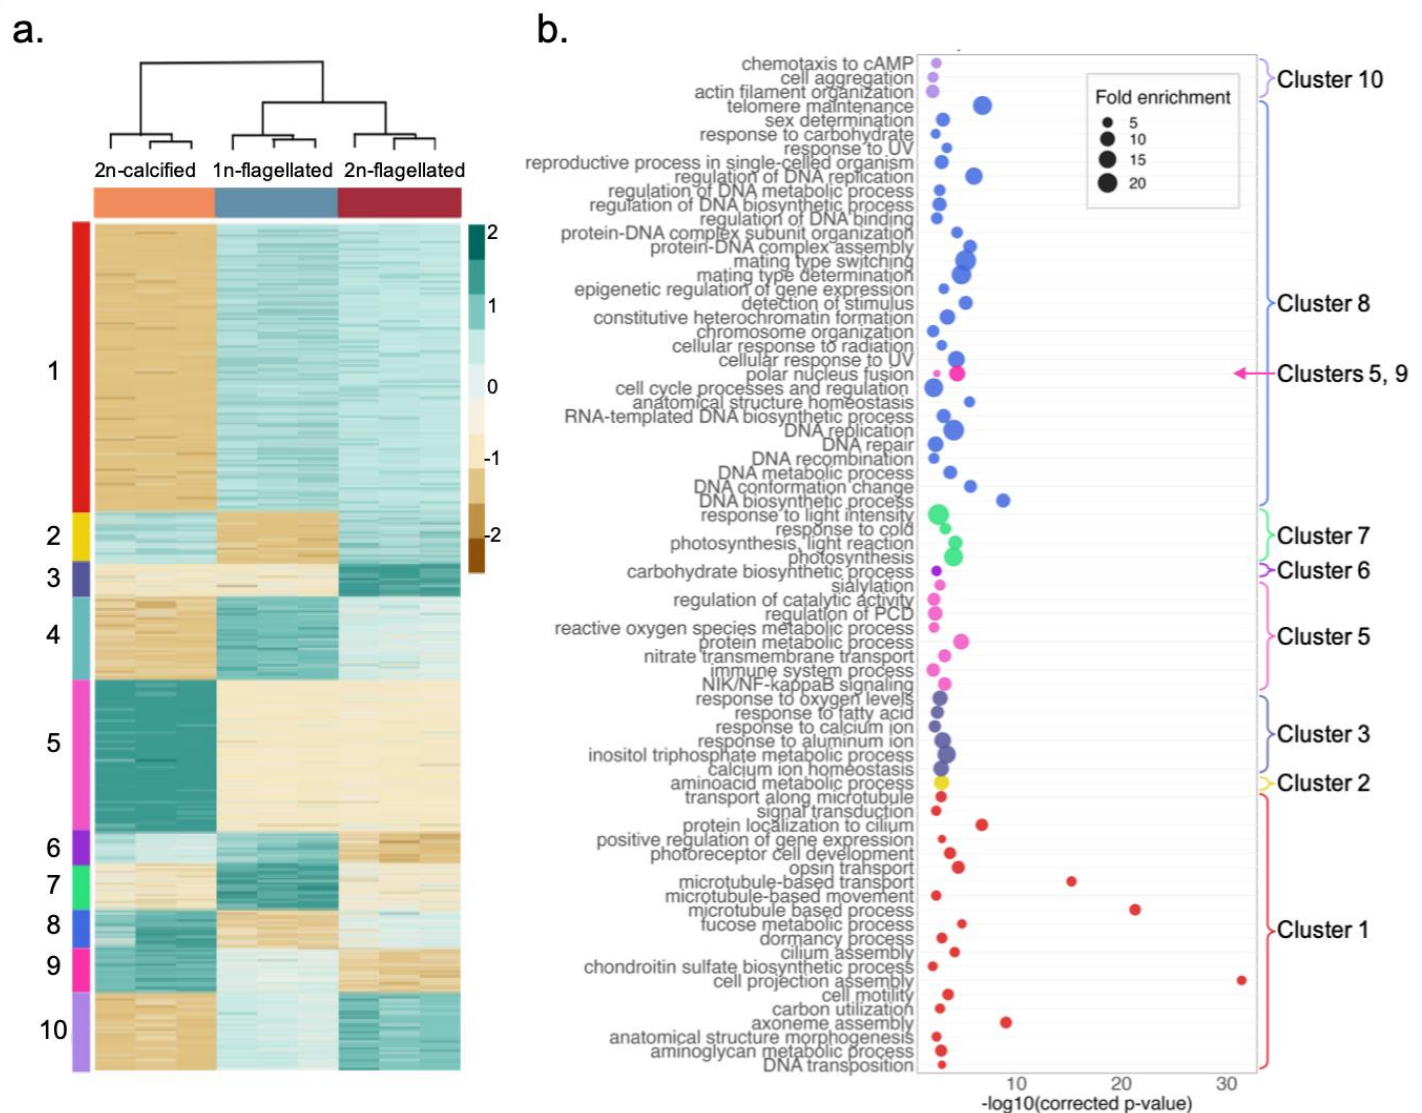 a.
2n-calcified 1n-flagellated 2n-flagellated
2
1
0
-1
-2
1
2
3
4
5
6
7
8
9
10
b.
chemotaxis to cAMP
cell aggregation
actin filament organization
telomere maintenance
sex determination
response to carbohydrate
response to UV
reproductive process in single-celled organism
regulation of DNA replication
regulation of DNA metabolic process
regulation of DNA biosynthetic process
regulation of DNA binding
protein-DNA complex subunit organization
protein-DNA complex assembly
mating type switching
mating type determination
epigenetic regulation of gene expression
detection of stimulus
constitutive heterochromatin formation
chromosome organization
cellular response to radiation
cellular response to UV
polar nucleus fusion
cell cycle processes and regulation
anatomical structure homeostasis
RNA-templated DNA biosynthetic process
DNA replication
DNA repair
DNA recombination
DNA metabolic process
DNA conformation change
DNA biosynthetic process
response to light intensity
response to cold
photosynthesis, light reaction
photosynthesis
carbohydrate biosynthetic process
sialylation
regulation of catalytic activity
regulation of PCD
reactive oxygen species metabolic process
protein metabolic process
nitrate transmembrane transport
immune system process
NIK/NF-kappaB signaling
response to oxygen levels
response to fatty acid
response to calcium ion
response to aluminum ion
inositol triphosphate metabolic process
calcium ion homeostasis
aminoacid metabolic process
transport along microtubule
signal transduction
protein localization to cilium
positive regulation of gene expression
photoreceptor cell development
opsin transport
microtubule-based transport
microtubule-based movement
microtubule based process
fucose metabolic process
dormancy process
cilium assembly
chondroitin sulfate biosynthetic process
cell projection assembly
cell motility
carbon utilization
axoneme assembly
anatomical structure morphogenesis
aminoglycan metabolic process
DNA transposition
Fold enrichment
5
10
15
20
Cluster 10
Cluster 8
Clusters 5, 9
Cluster 7
Cluster 6
Cluster 5
Cluster 3
Cluster 2
Cluster 1
10 20 30
-log10(corrected p-value)